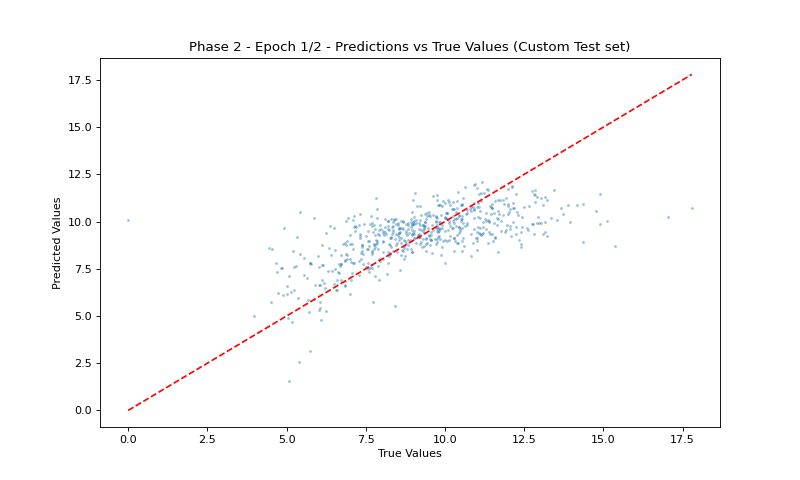 Phase 2 - Epoch 1/2 - Predictions vs True Values (Custom Test set)
17.5
15.0
12.5
10.0
7.5
5.0
2.5
0.0
Predicted Values
0.0 2.5 5.0 7.5 10.0 12.5 15.0 17.5
True Values